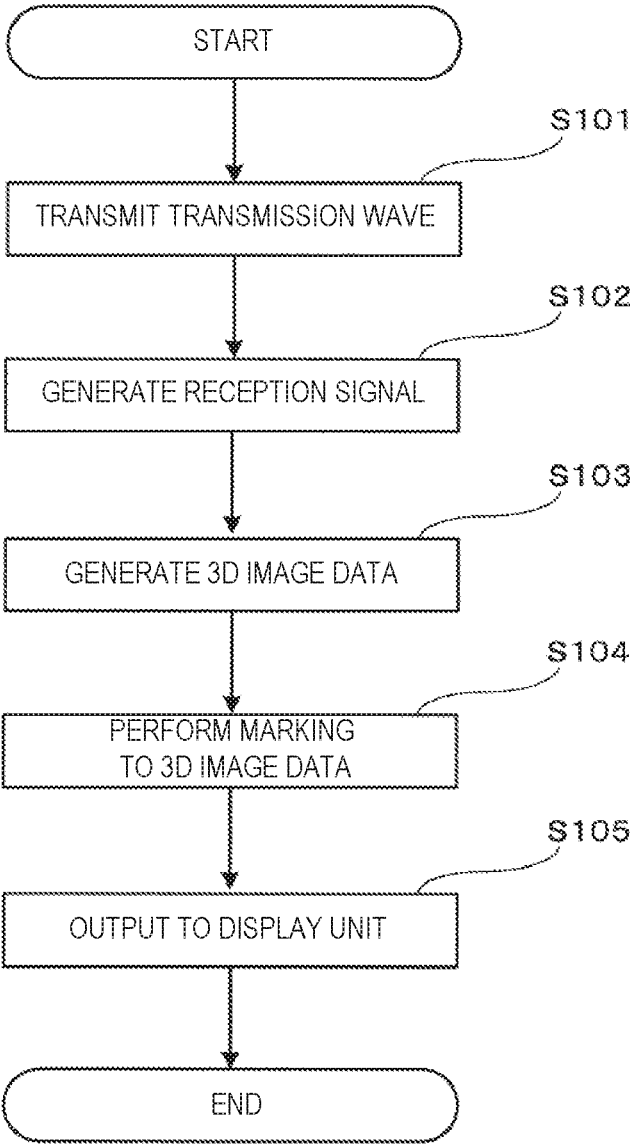 START
S101
TRANSMIT TRANSMISSION WAVE
S102
GENERATE RECEPTION SIGNAL
S103
GENERATE 3D IMAGE DATA
S104
PERFORM MARKING
TO 3D IMAGE DATA
S105
OUTPUT TO DISPLAY UNIT
END